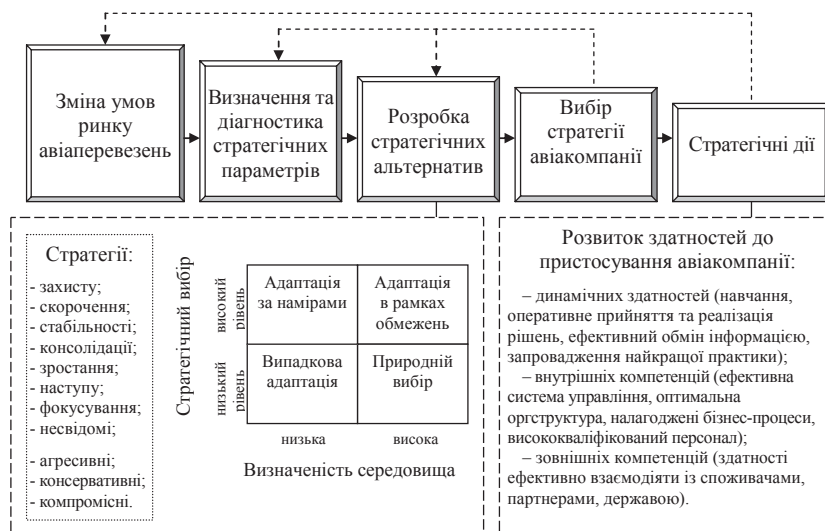 Зміна умов
ринку
авіаперевезень
Визначення та
діагностика
стратегічних
параметрів
Розробка
стратегічних
альтернатив
Вибір
стратегії
авіакомпанії
Стратегічні дії
Стратегії:
- захисту;
- скорочення;
- стабільності;
- консолідації;
- зростання;
- наступу;
- фокусування;
- несвідомі;
- агресивні;
- консервативні;
- компромісні.
Стратегічний вибір
високий
рівень
низький
рівень
Адаптація
за намірами
Адаптація
в рамках
обмежень
Випадкова
адаптація
Природній
вибір
низька
висока
Визначеність середовища
Розвиток здатностей до
пристосування авіакомпанії:
– динамічних здатностей (навчання,
оперативне прийняття та реалізація
рішень, ефективний обмін інформацією,
запровадження найкращої практики);
– внутрішніх компетенцій (ефективна
система управління, оптимальна
оргструктура, налагоджені бізнес-процеси,
висококваліфікований персонал);
– зовнішніх компетенцій (здатності
ефективно взаємодіяти із споживачами,
партнерами, державою).